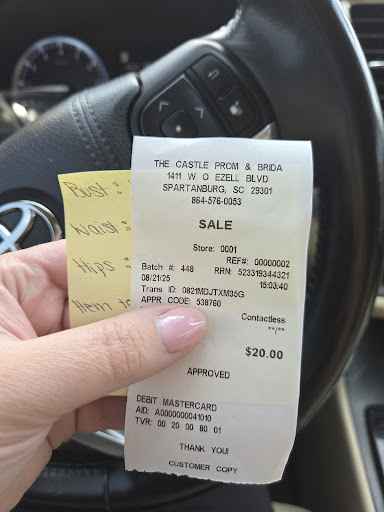 Bust :
Waist :
Hips :
Hem to
THE CASTLE PROM & BRIDA
1411 W O EZELL BLVD
SPARTANBURG, SC 29301
864-576-0053
SALE
Store: 0001
REF#: 00000002
Batch #: 448 RRN: 523319344321
08/21/25 15:03:40
Trans ID: 0821MDJTXM35G
APPR CODE: 538760
Contactless
**/**
$20.00
APPROVED
DEBIT MASTERCARD
AID: A0000000041010
TVR: 00 20 00 80 01
THANK YOU!
CUSTOMER COPY